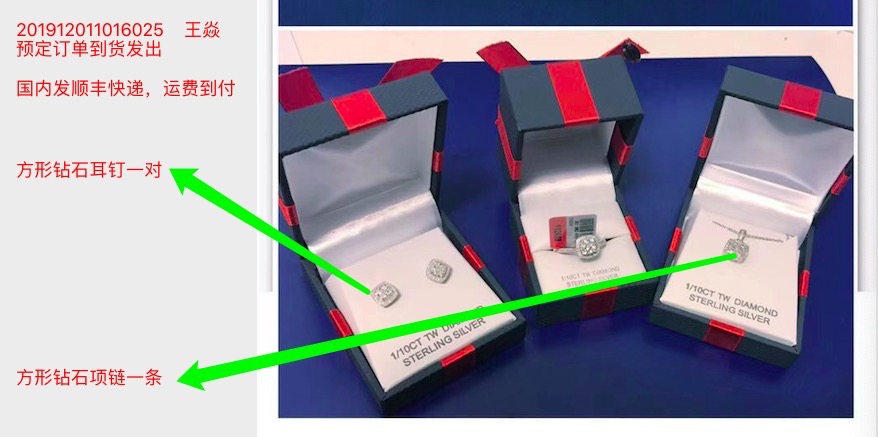 201912011016025 王焱
预定订单到货发出
国内发顺丰快递，运费到付
方形钻石耳钉一对
方形钻石项链一条
1/10CT TW DIAMOND
STERLING SILVER
1/10CT TW DIAMOND
STERLING SILVER
1/10CT TW DIAMOND
STERLING SILVER